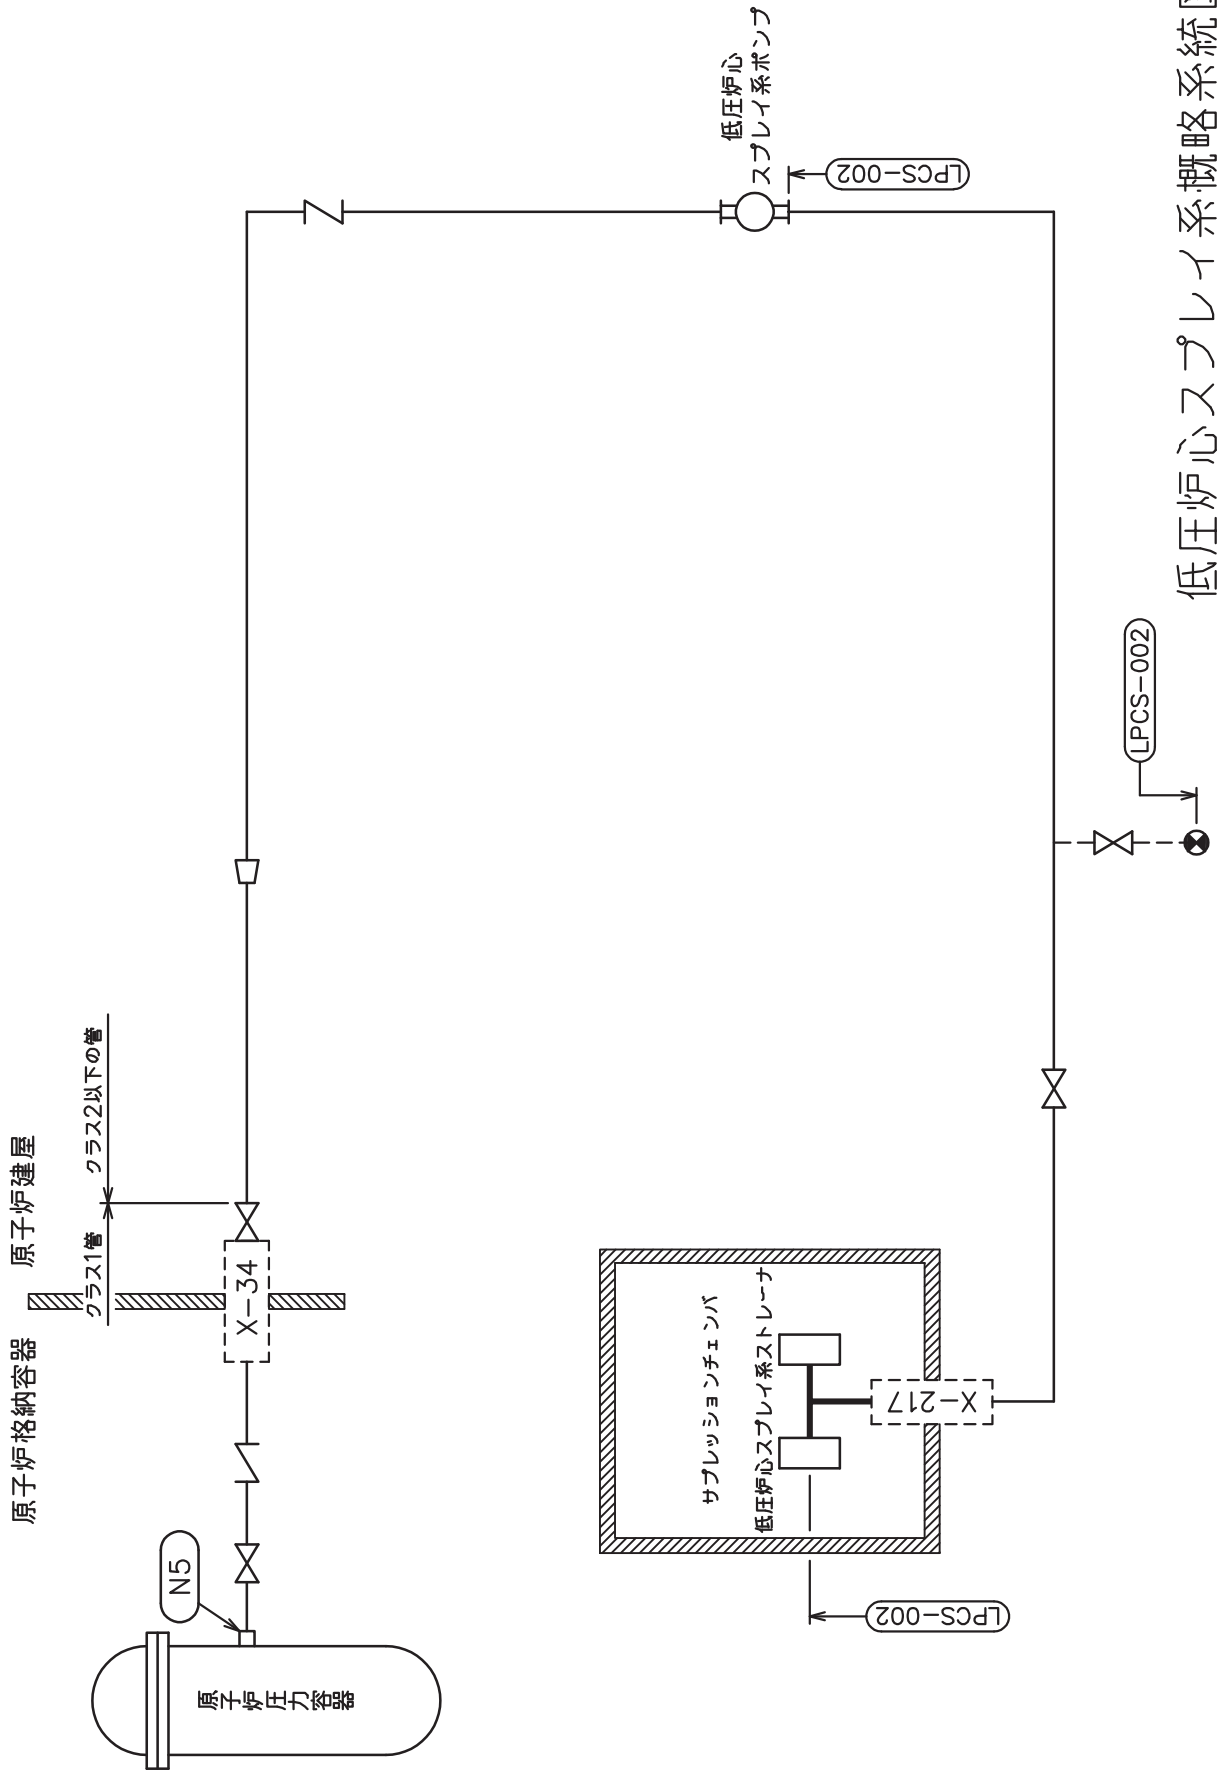 原子炉格納容器
原子炉建屋
クラス1管
クラス2以下の管
N5
X-34
原子炉圧力容器
低圧炉心
スプレイ系ポンプ
LPCS-002
サプレッションチェンバ
低圧炉心スプレイ系ストレーナ
X-217
LPCS-002
LPCS-002
低圧炉心スプレイ系概略系統